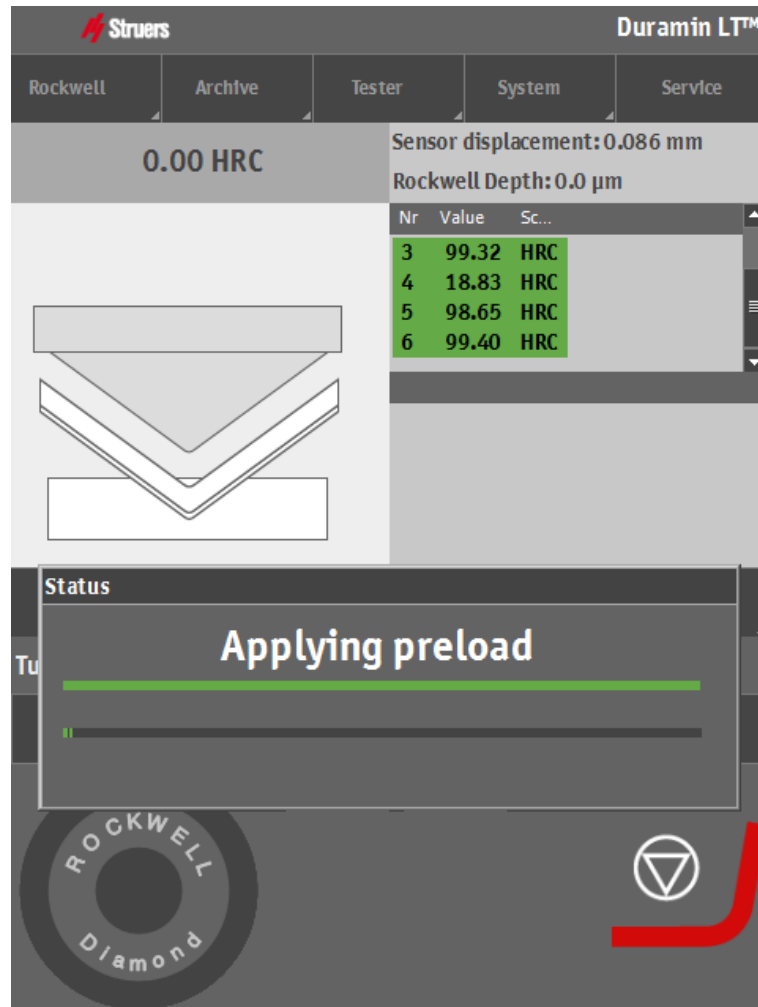 Struers
Duramin LT™
Rockwell Archive Tester System Service
0.00 HRC
Sensor displacement: 0.086 mm
Rockwell Depth: 0.0 µm
Nr Value Sc...
3 99.32 HRC
4 18.83 HRC
5 98.65 HRC
6 99.40 HRC
Status
Applying preload
Tu
ROCKWELL
Diamond